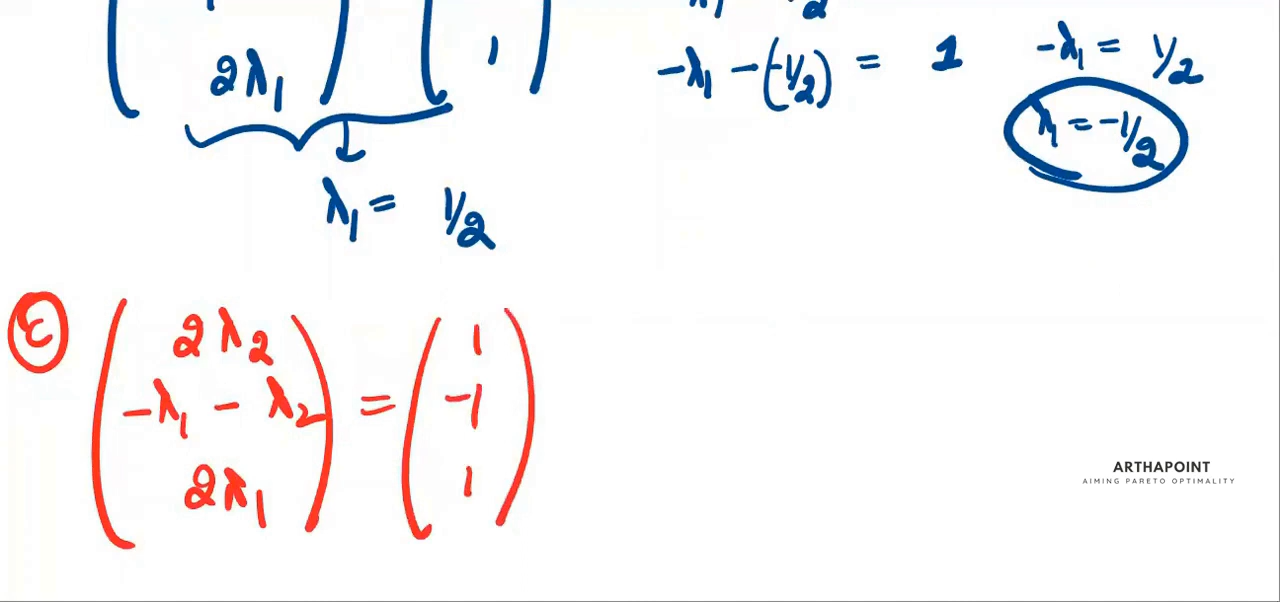 2λ₁ 1
-λ₁ -(-1/2) = 1
-λ₁ = 1/2
λ₁ = -1/2
λ₁ = 1/2
2λ₂ 1
-λ₁ - λ₂ = -1
2λ₁ 1
ARTHAPOINT
AIMING PARETO OPTIMALITY